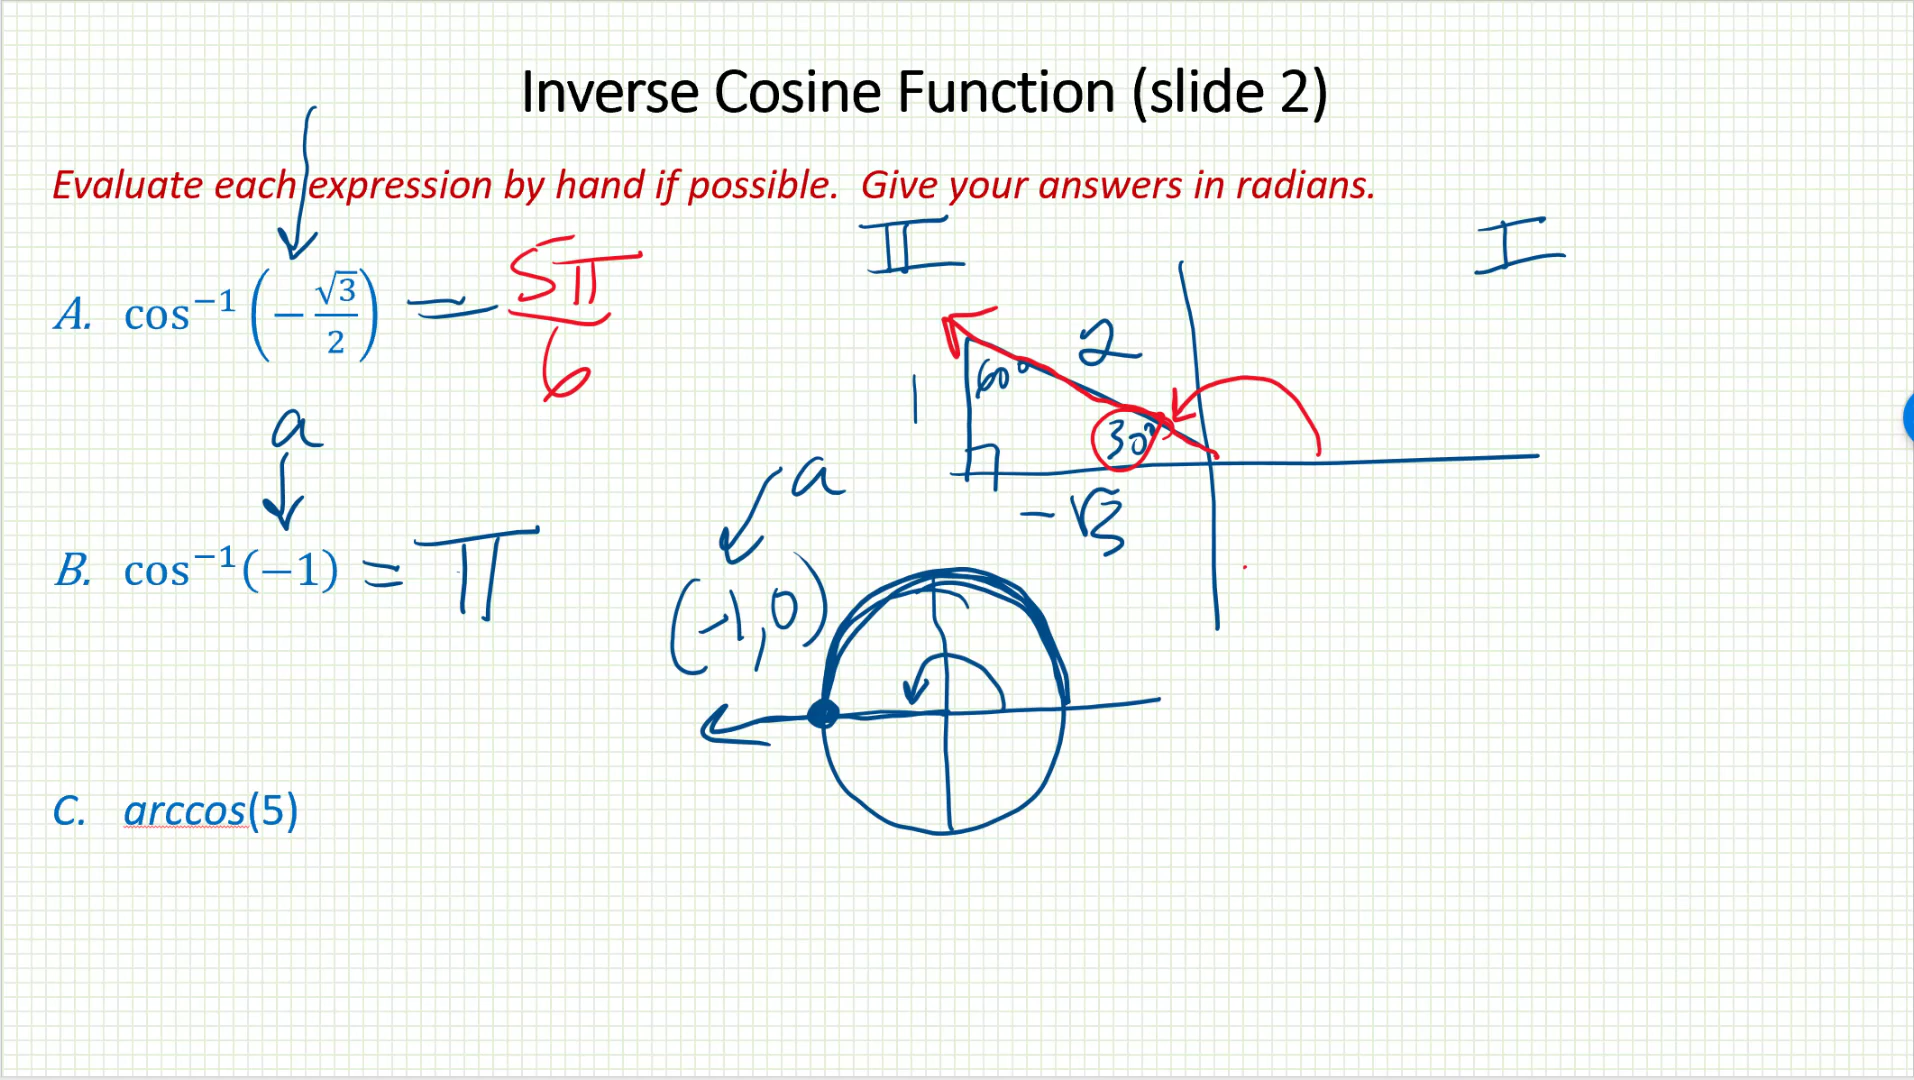 Inverse Cosine Function (slide 2)
Evaluate each expression by hand if possible. Give your answers in radians.
II
I
A. cos⁻¹(−√3/2) = 5π/6
2
60°
1
30°
−√3
a
a
B. cos⁻¹(−1) = π
(−1, 0)
C. arccos(5)